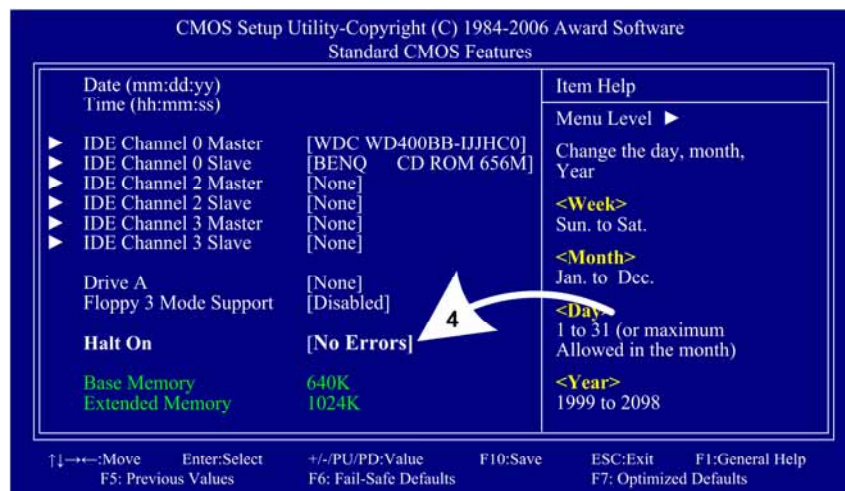 CMOS Setup Utility-Copyright (C) 1984-2006 Award Software
Standard CMOS Features
Date (mm:dd:yy)
Time (hh:mm:ss)
IDE Channel 0 Master [WDC WD400BB-IJJHC0]
IDE Channel 0 Slave [BENQ CD ROM 656M]
IDE Channel 2 Master [None]
IDE Channel 2 Slave [None]
IDE Channel 3 Master [None]
IDE Channel 3 Slave [None]
Drive A [None]
Floppy 3 Mode Support [Disabled]
4
Halt On [No Errors]
Base Memory 640K
Extended Memory 1024K
Item Help
Menu Level ►
Change the day, month,
Year
<Week>
Sun. to Sat.
<Month>
Jan. to Dcc.
<Day>
1 to 31 (or maximum
Allowed in the month)
<Year>
1999 to 2098
↑↓→←:Move Enter:Select +/-/PU/PD:Value F10:Save ESC:Exit F1:General Help
F5: Previous Values F6: Fail-Safe Defaults F7: Optimized Defaults